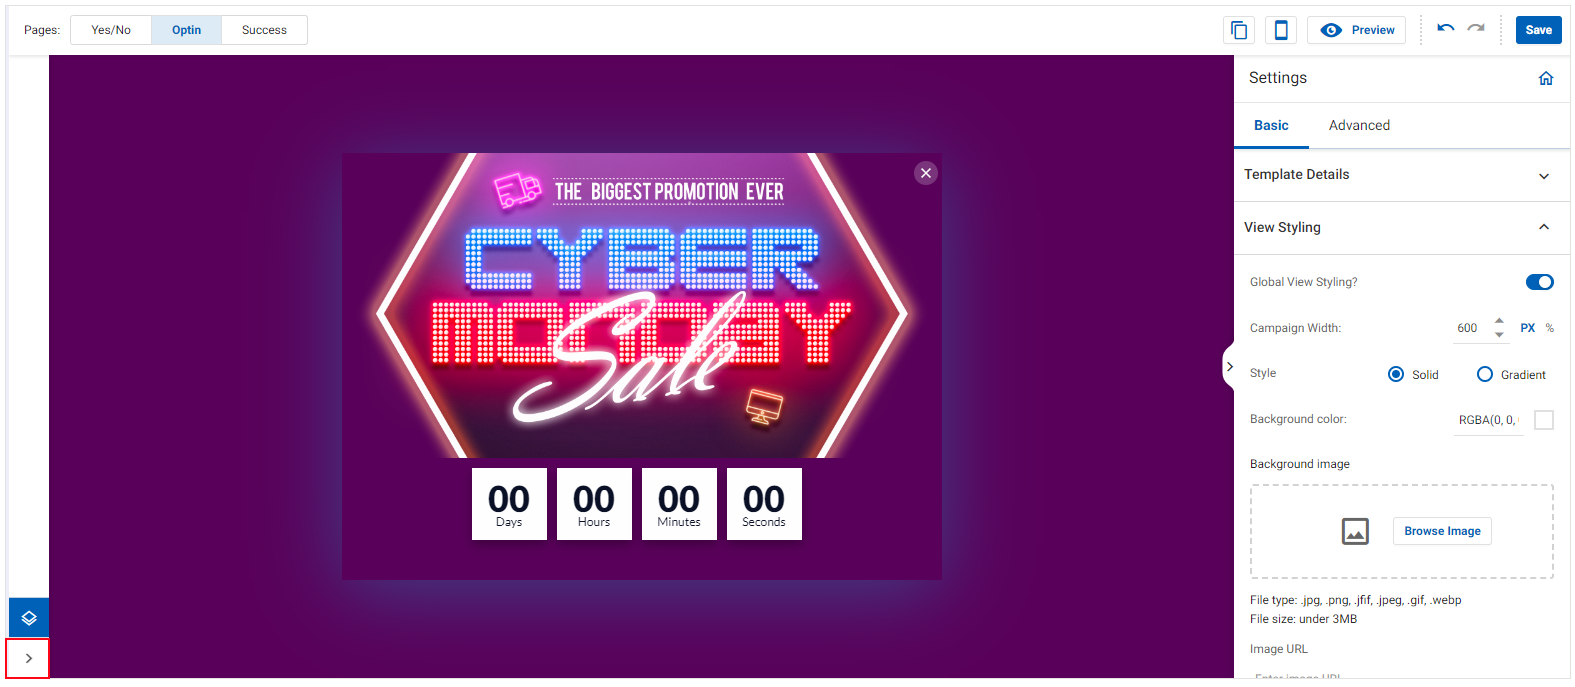 Pages: Yes/No Optin Success Preview Save
THE BIGGEST PROMOTION EVER
CYBER
MONDAY
Sale
00 00 00 00
Days Hours Minutes Seconds
Settings
Basic Advanced
Template Details
View Styling
Global View Styling?
Campaign Width: 600 PX %
Style Solid Gradient
Background color: RGBA(0, 0,
Background image
Browse Image
File type: .jpg, .png, .jfif, .jpeg, .gif, .webp
File size: under 3MB
Image URL
Enter image URL